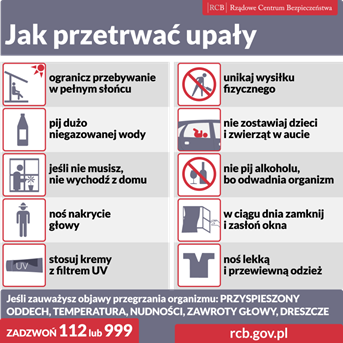 RCB Rządowe Centrum Bezpieczeństwa
Jak przetrwać upały
ogranicz przebywanie
w pełnym słońcu
unikaj wysiłku
fizycznego
pij dużo
niegazowanej wody
nie zostawiaj dzieci
i zwierząt w aucie
jeśli nie musisz,
nie wychodź z domu
nie pij alkoholu,
bo odwadnia organizm
noś nakrycie
głowy
w ciągu dnia zamknij
i zasłoń okna
UV
stosuj kremy
z filtrem UV
noś lekką
i przewiewną odzież
Jeśli zauważysz objawy przegrzania organizmu: PRZYSPIESZONY
ODDECH, TEMPERATURA, NUDNOŚCI, ZAWROTY GŁOWY, DRESZCZE
ZADZWOŃ 112 lub 999
rcb.gov.pl